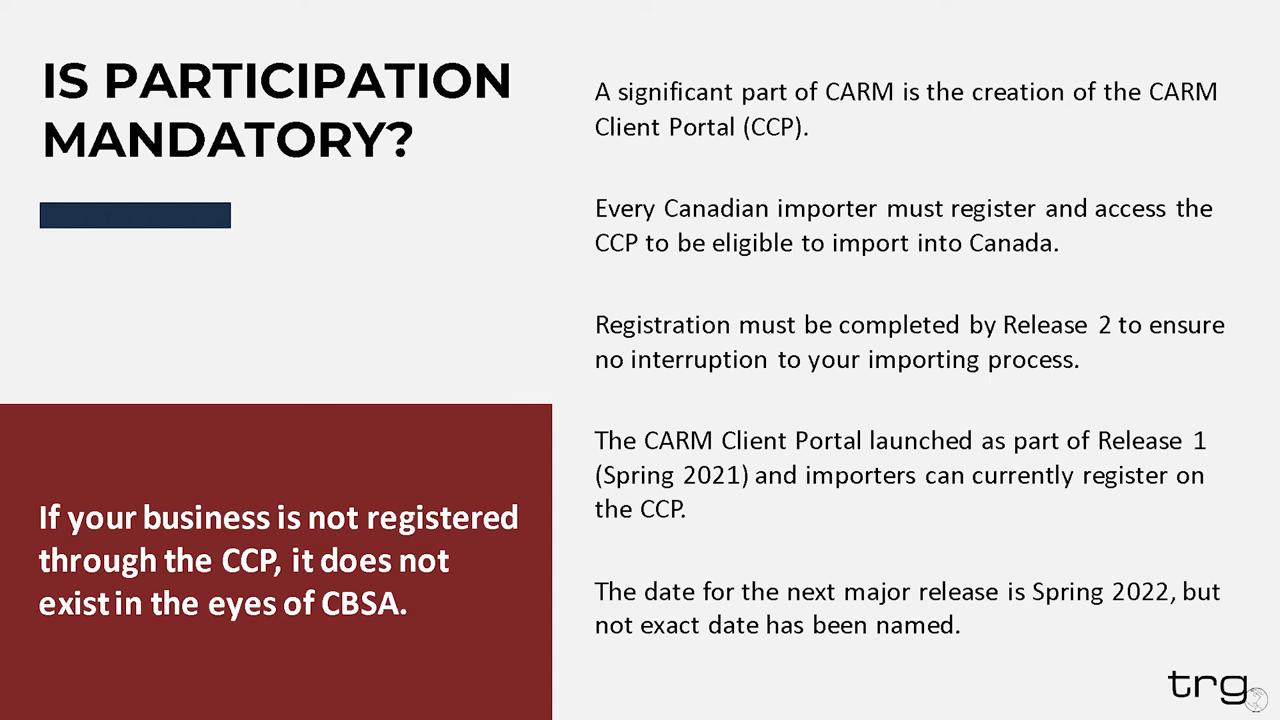 IS PARTICIPATION
MANDATORY?
If your business is not registered
through the CCP, it does not
exist in the eyes of CBSA.
A significant part of CARM is the creation of the CARM
Client Portal (CCP).
Every Canadian importer must register and access the
CCP to be eligible to import into Canada.
Registration must be completed by Release 2 to ensure
no interruption to your importing process.
The CARM Client Portal launched as part of Release 1
(Spring 2021) and importers can currently register on
the CCP.
The date for the next major release is Spring 2022, but
not exact date has been named.
trg